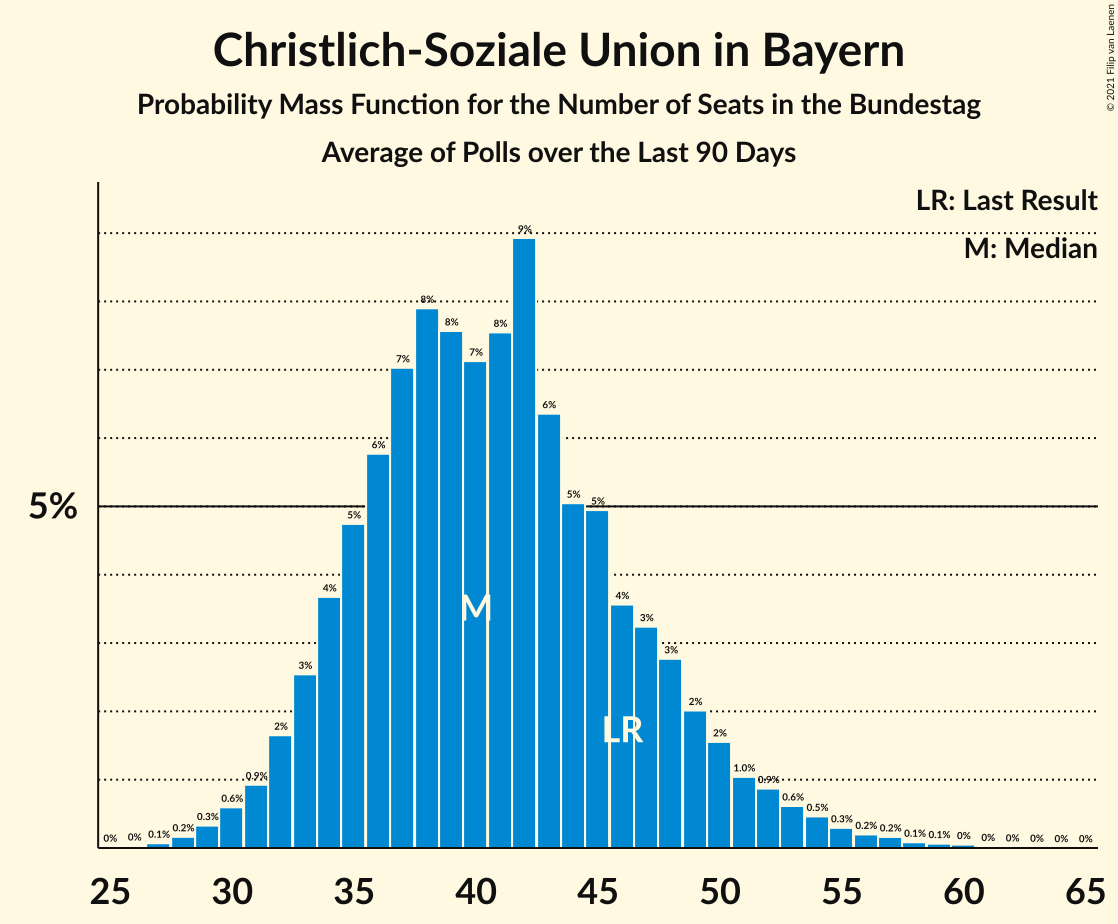 Christlich-Soziale Union in Bayern
Probability Mass Function for the Number of Seats in the Bundestag
Average of Polls over the Last 90 Days
© 2021 Filip van Laenen
LR: Last Result
M: Median
5%
0% 0% 0.1% 0.2% 0.3% 0.6% 0.9% 2% 3% 4% 5% 6% 7% 8% 8% 7% 8% 9% 6% 5% 5% 4% 3% 3% 2% 2% 1.0% 0.9% 0.6% 0.5% 0.3% 0.2% 0.2% 0.1% 0.1% 0% 0% 0% 0% 0% 0%
M
LR
25 30 35 40 45 50 55 60 65